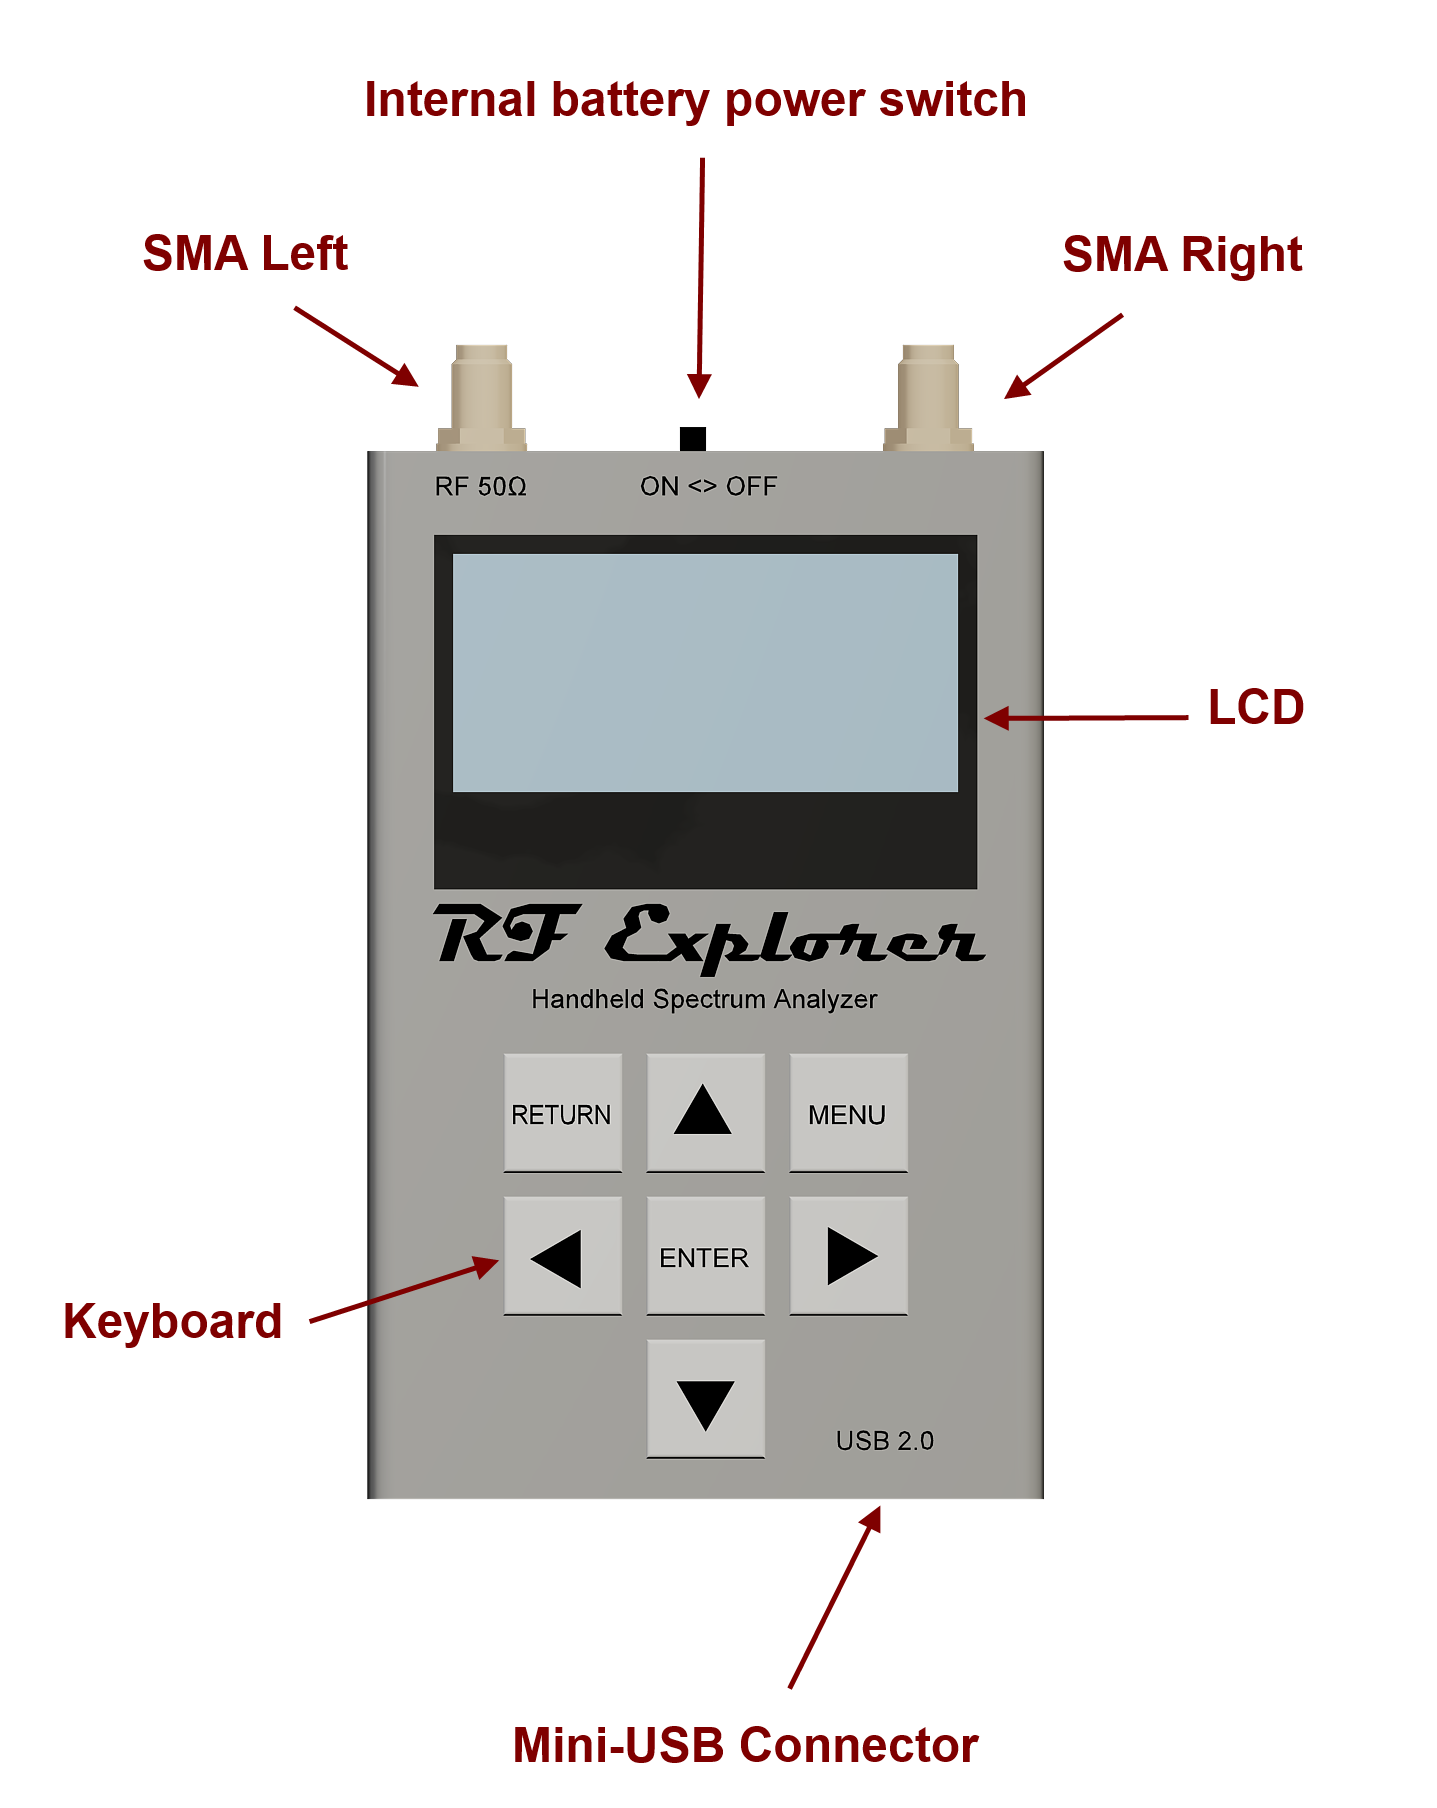 Internal battery power switch
SMA Left
SMA Right
RF 50Ω
ON <> OFF
LCD
RF Explorer
Handheld Spectrum Analyzer
RETURN
MENU
ENTER
Keyboard
USB 2.0
Mini-USB Connector